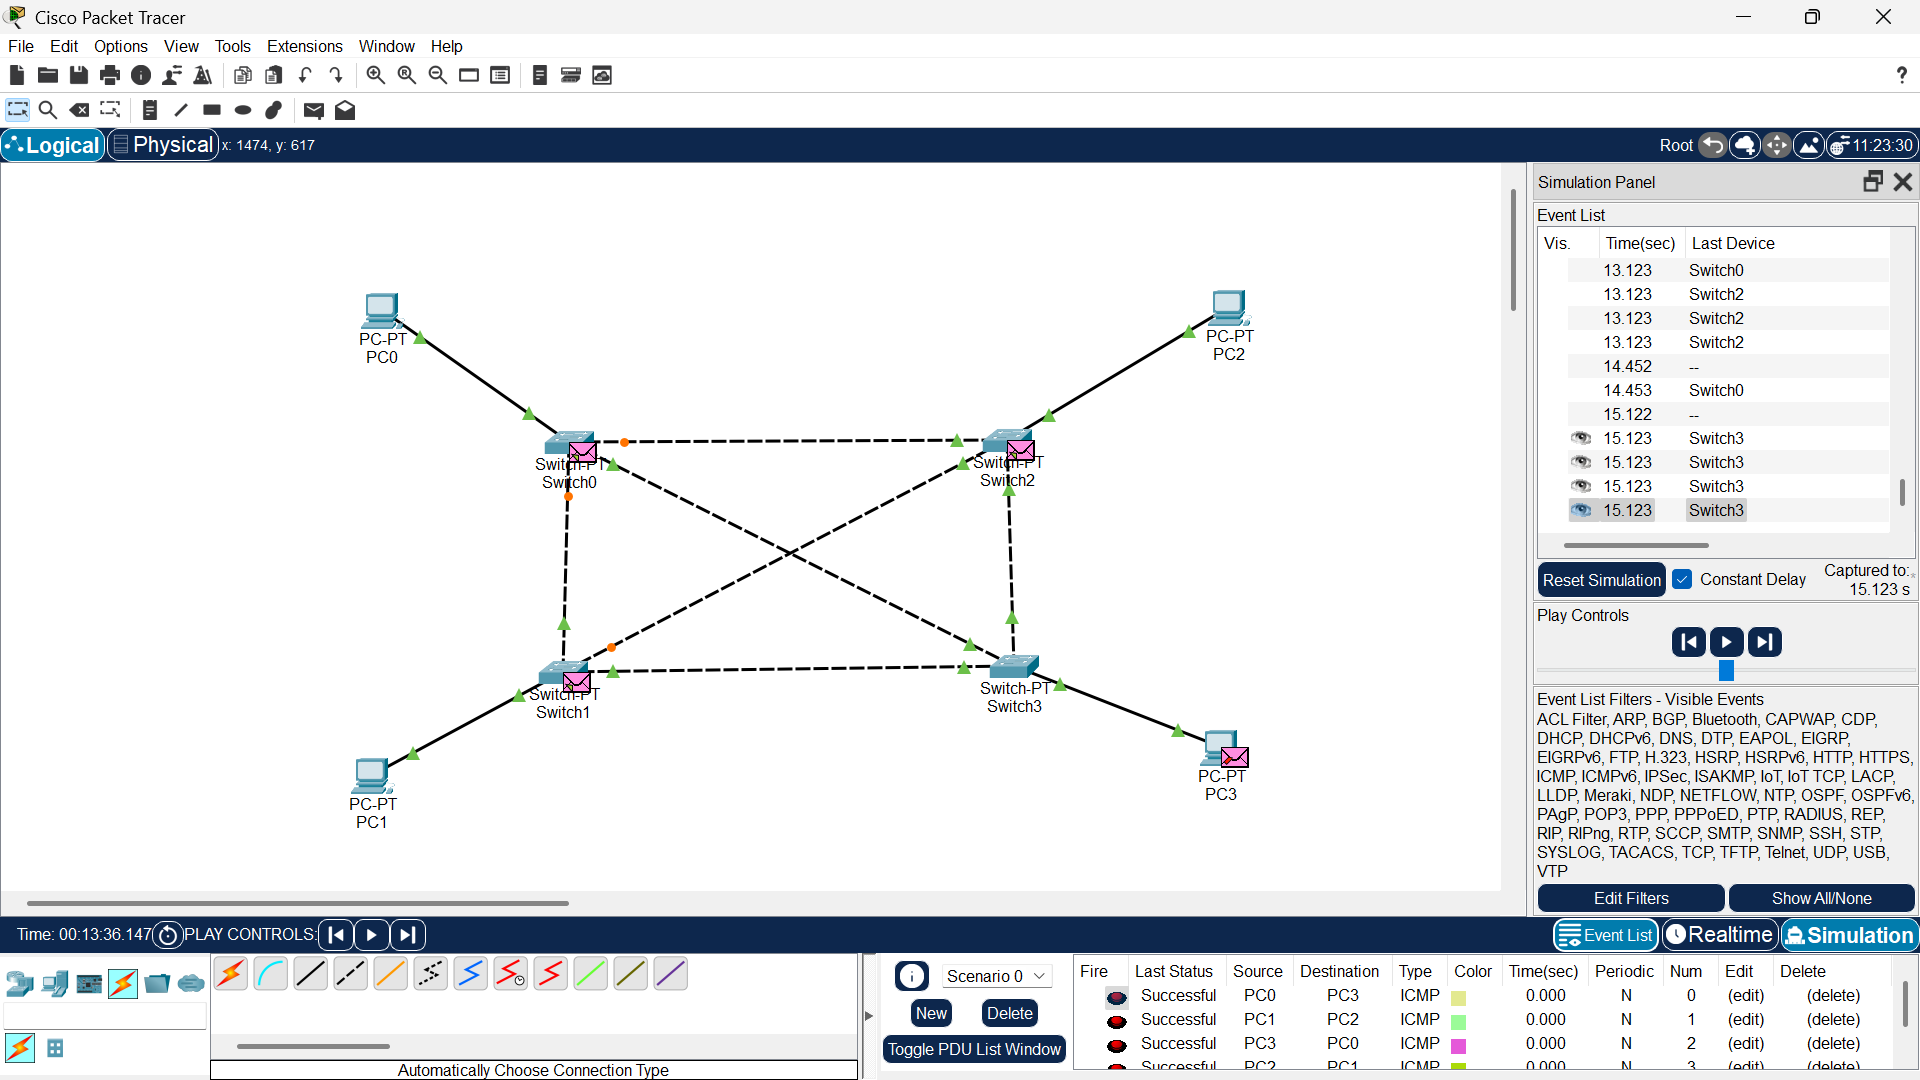 Cisco Packet Tracer
File Edit Options View Tools Extensions Window Help
Logical Physical x: 1474, y: 617 Root 11:23:30
PC-PT
PC0
PC-PT
PC2
Switch-PT
Switch0
Switch-PT
Switch2
Switch-PT
Switch1
Switch-PT
Switch3
PC-PT
PC1
PC-PT
PC3
Simulation Panel
Event List
Vis. Time(sec) Last Device
13.123 Switch0
13.123 Switch2
13.123 Switch2
13.123 Switch2
14.452 --
14.453 Switch0
15.122 --
15.123 Switch3
15.123 Switch3
15.123 Switch3
15.123 Switch3
Reset Simulation Constant Delay Captured to:*
15.123 s
Play Controls
Event List Filters - Visible Events
ACL Filter, ARP, BGP, Bluetooth, CAPWAP, CDP,
DHCP, DHCPv6, DNS, DTP, EAPOL, EIGRP,
EIGRPv6, FTP, H.323, HSRP, HSRPv6, HTTP, HTTPS,
ICMP, ICMPv6, IPSec, ISAKMP, IoT, IoT TCP, LACP,
LLDP, Meraki, NDP, NETFLOW, NTP, OSPF, OSPFv6,
PAgP, POP3, PPP, PPPoED, PTP, RADIUS, REP,
RIP, RIPng, RTP, SCCP, SMTP, SNMP, SSH, STP,
SYSLOG, TACACS, TCP, TFTP, Telnet, UDP, USB,
VTP
Edit Filters Show All/None
Time: 00:13:36.147 PLAY CONTROLS: Event List Realtime Simulation
Automatically Choose Connection Type
Scenario 0
New Delete
Toggle PDU List Window
Fire Last Status Source Destination Type Color Time(sec) Periodic Num Edit Delete
Successful PC0 PC3 ICMP 0.000 N 0 (edit) (delete)
Successful PC1 PC2 ICMP 0.000 N 1 (edit) (delete)
Successful PC3 PC0 ICMP 0.000 N 2 (edit) (delete)
Successful PC2 PC1 ICMP 0.000 N 3 (edit) (delete)